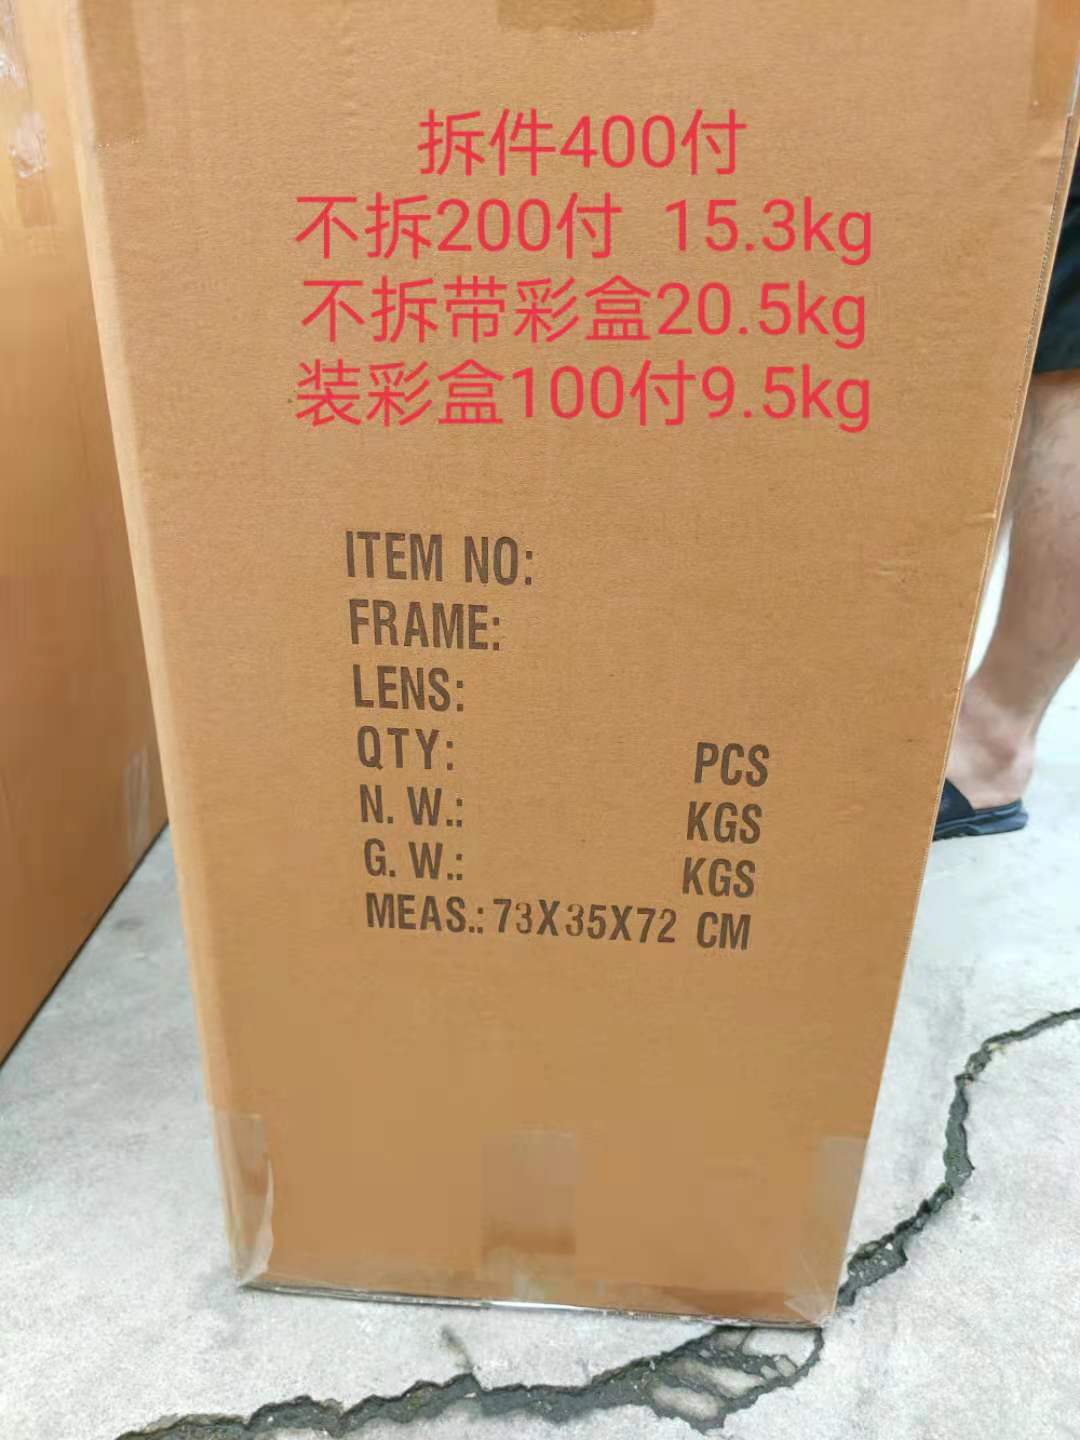 拆件400付
不拆200付 15.3kg
不拆带彩盒20.5kg
装彩盒100付9.5kg
ITEM NO:
FRAME:
LENS:
QTY: PCS
N. W.: KGS
G. W.: KGS
MEAS.: 73X35X72 CM